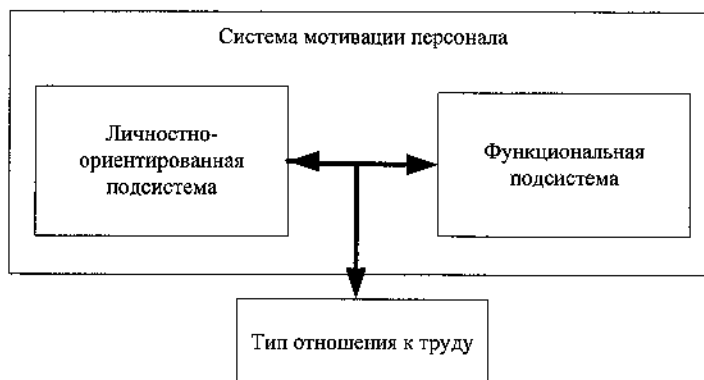 Система мотивации персонала
Личностно-
ориентированная
подсистема
Функциональная
подсистема
Тип отношения к труду